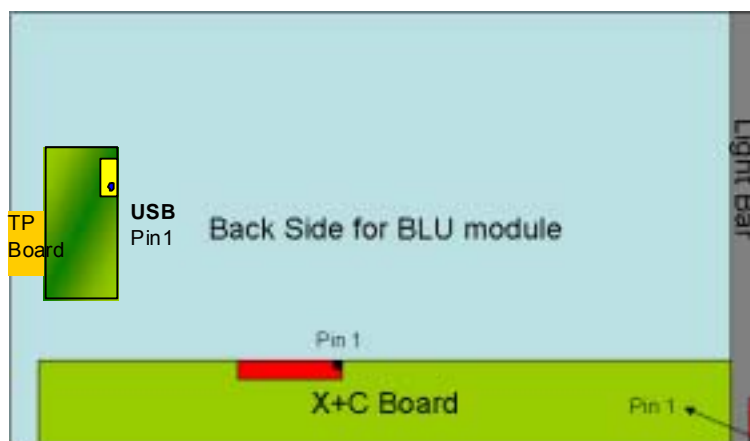 Light Bar
USB
TP
Pin1
Board
Back Side for BLU module
Pin 1
X+C Board
Pin 1